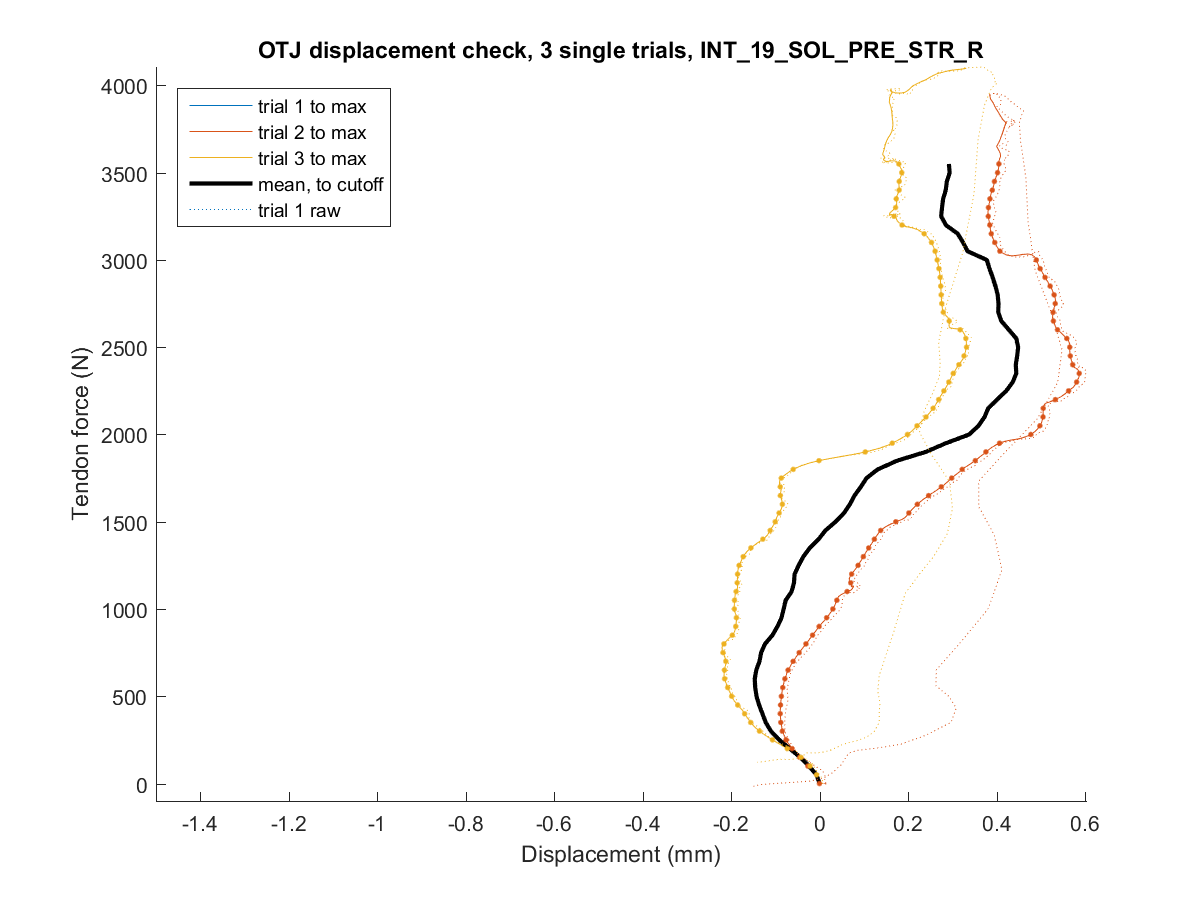 OTJ displacement check, 3 single trials, INT_19_SOL_PRE_STR_R
4000
3500
3000
2500
2000
1500
1000
500
0
Tendon force (N)
trial 1 to max
trial 2 to max
trial 3 to max
mean, to cutoff
trial 1 raw
-1.4 -1.2 -1 -0.8 -0.6 -0.4 -0.2 0 0.2 0.4 0.6
Displacement (mm)